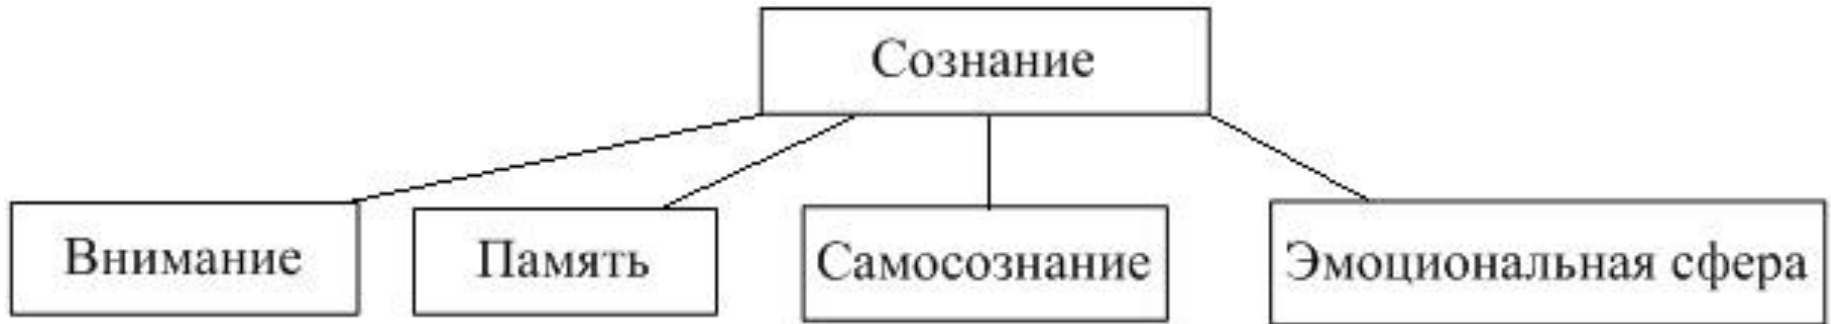 Сознание
Внимание
Память
Самосознание
Эмоциональная сфера